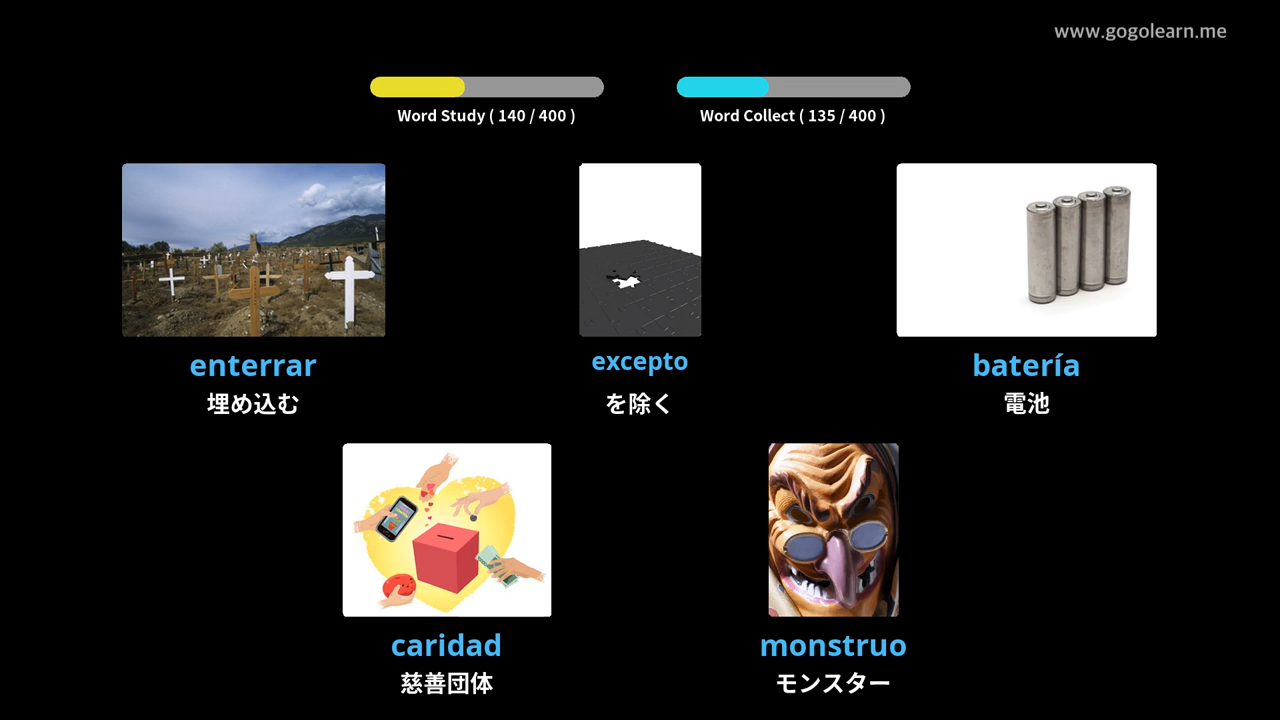 www.gogolearn.me
Word Study ( 140 / 400 )
Word Collect ( 135 / 400 )
enterrar
埋め込む
excepto
を除く
batería
電池
caridad
慈善団体
monstruo
モンスター